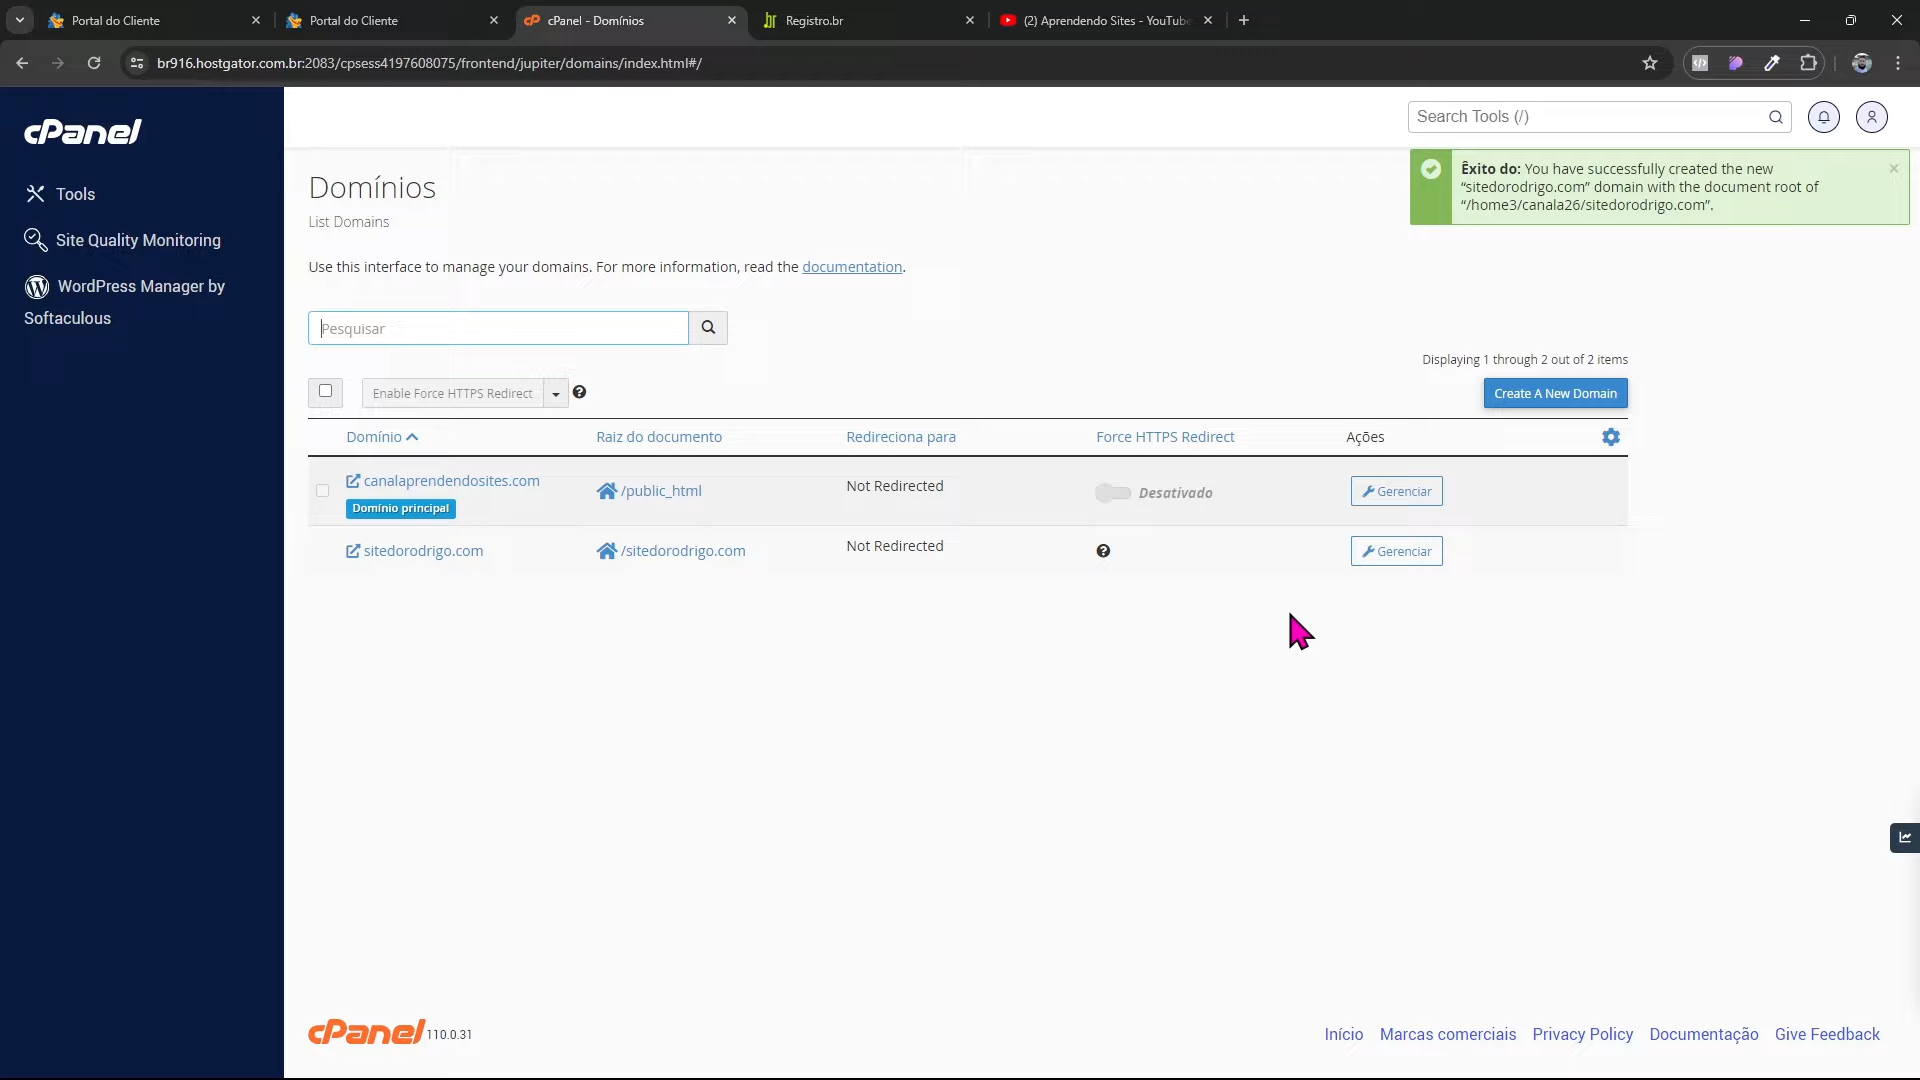 Portal do Cliente
Portal do Cliente
cPanel - Domínios
Registro.br
(2) Aprendendo Sites - YouTube
br916.hostgator.com.br:2083/cpsess4197608075/frontend/jupiter/domains/index.html#/
cPanel
Tools
Site Quality Monitoring
WordPress Manager by
Softaculous
Search Tools (/)
Êxito do: You have successfully created the new
“sitedorodrigo.com” domain with the document root of
“/home3/canala26/sitedorodrigo.com”.
Domínios
List Domains
Use this interface to manage your domains. For more information, read the documentation.
Pesquisar
Displaying 1 through 2 out of 2 items
Enable Force HTTPS Redirect
Create A New Domain
Domínio Raiz do documento Redireciona para Force HTTPS Redirect Ações
canalaprendendosites.com /public_html Not Redirected Desativado Gerenciar
Domínio principal
sitedorodrigo.com /sitedorodrigo.com Not Redirected Gerenciar
cPanel 110.0.31
Início Marcas comerciais Privacy Policy Documentação Give Feedback